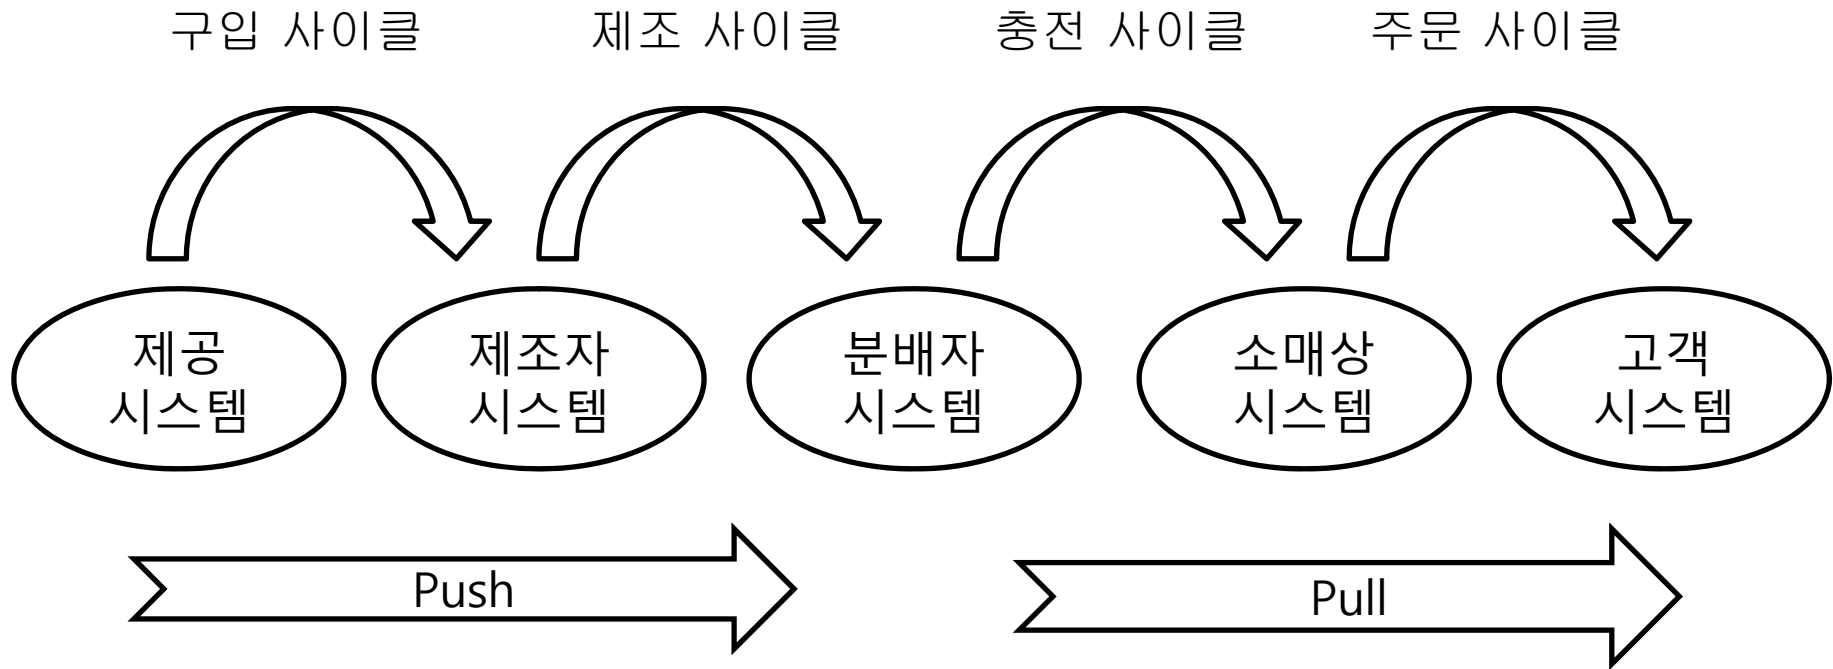 구입 사이클
제조 사이클
충전 사이클
주문 사이클
제공
시스템
제조자
시스템
분배자
시스템
소매상
시스템
고객
시스템
Push
Pull